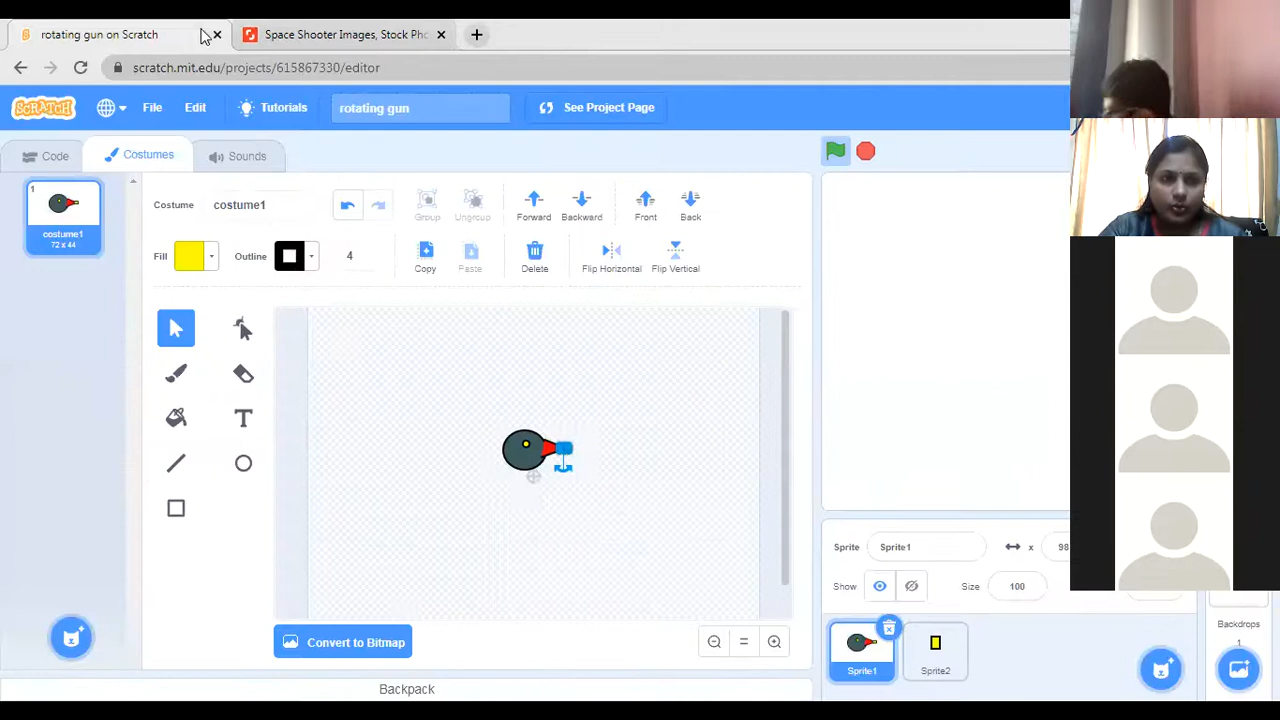 rotating gun on Scratch
Space Shooter Images, Stock Pho
scratch.mit.edu/projects/615867330/editor
SCRATCH
File
Edit
Tutorials
rotating gun
See Project Page
Code
Costumes
Sounds
1
costume1
72 x 44
Costume
costume1
Group
Ungroup
Forward
Backward
Front
Back
Fill
Outline
4
Copy
Paste
Delete
Flip Horizontal
Flip Vertical
T
Convert to Bitmap
Backpack
Sprite
Sprite1
x
98
Show
Size
100
Sprite1
Sprite2
Backdrops
1